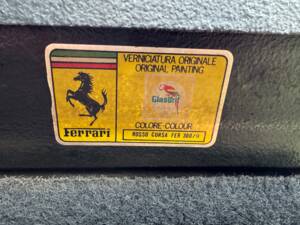 VERNICIATURA ORIGINALE
ORIGINAL PAINTING
Glasurit
COLORE-COLOUR
Ferrari
ROSSO CORSA FER 300/9